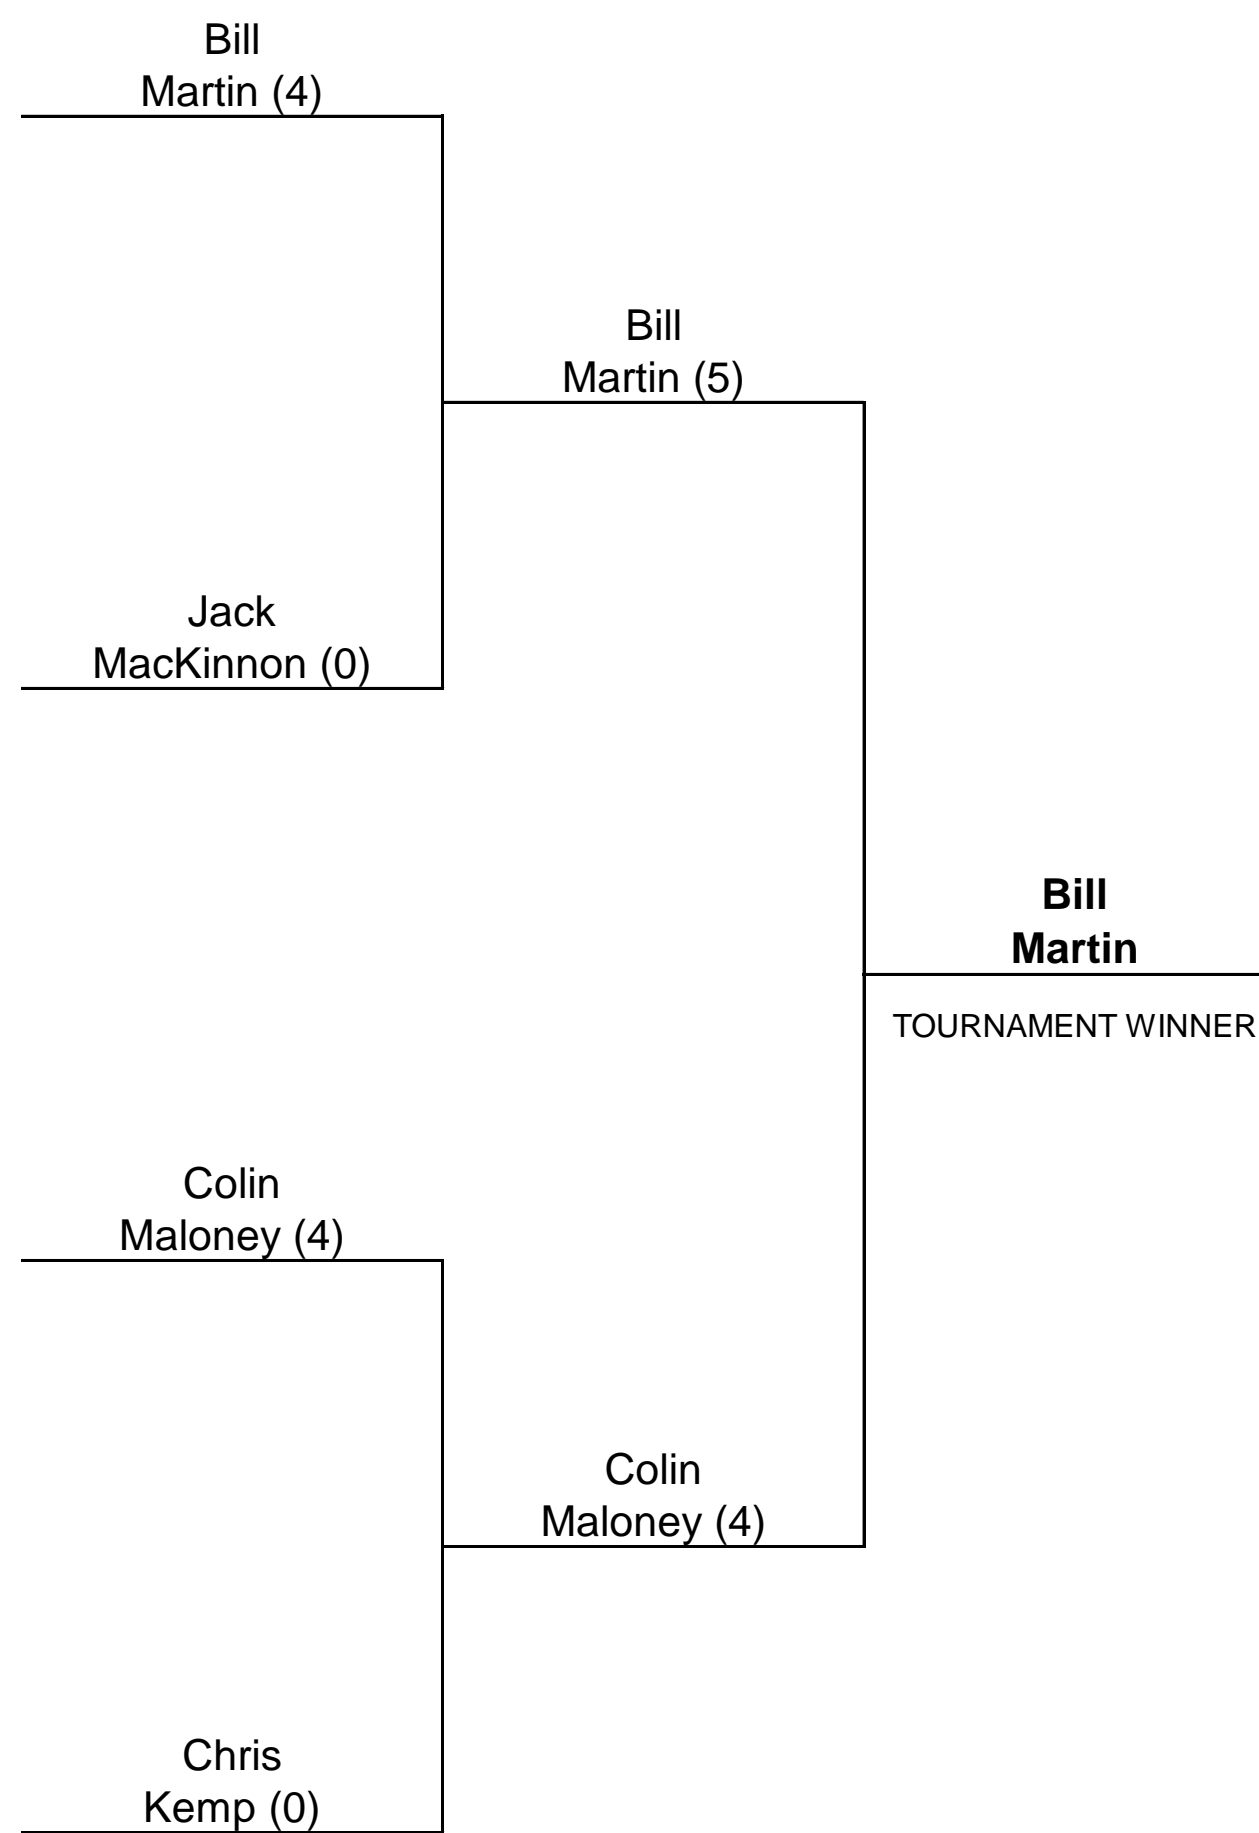 Bill
Martin (4)
Bill
Martin (5)
Jack
MacKinnon (0)
Bill
Martin
TOURNAMENT WINNER
Colin
Maloney (4)
Colin
Maloney (4)
Chris
Kemp (0)